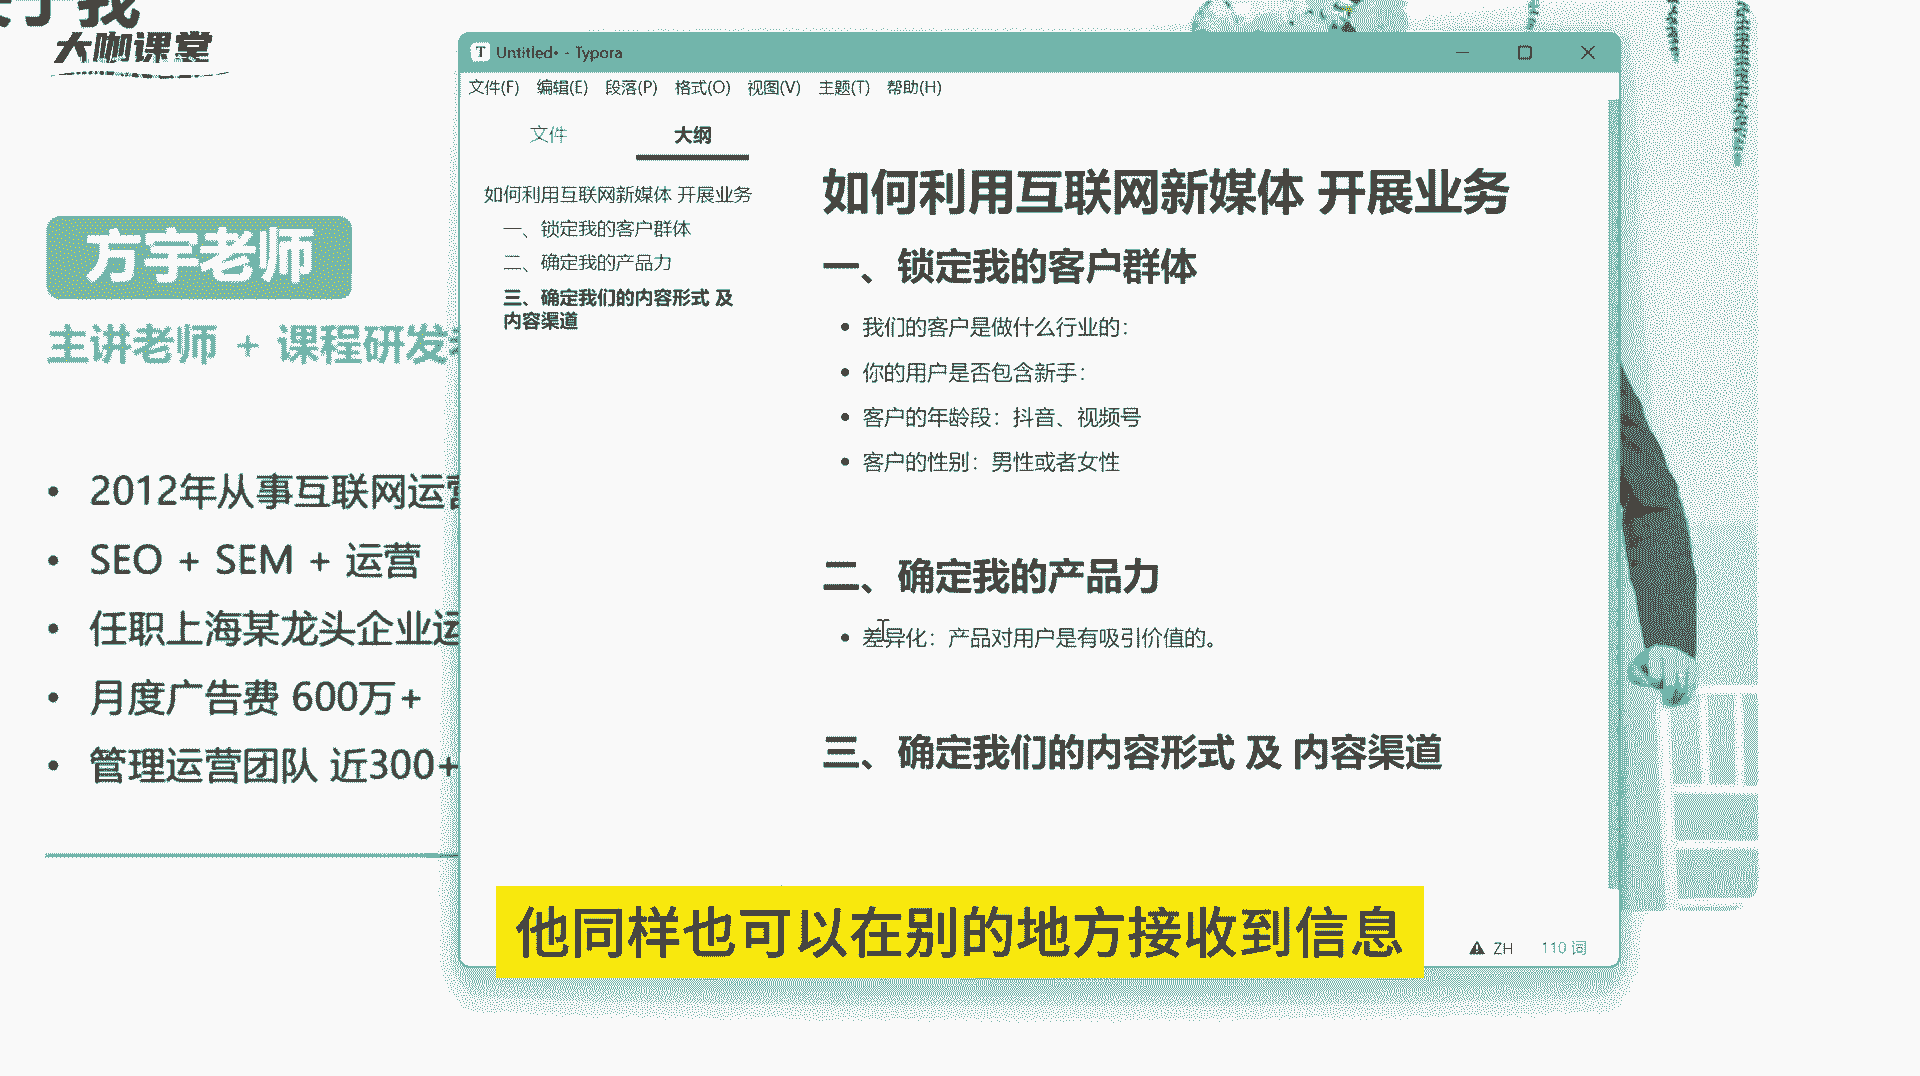 大咖课堂
方宇老师
主讲老师 + 课程研发
• 2012年从事互联网运营
• SEO + SEM + 运营
• 任职上海某龙头企业运
• 月度广告费 600万+
• 管理运营团队 近300+
Untitled• - Typora
文件(F) 编辑(E) 段落(P) 格式(O) 视图(V) 主题(T) 帮助(H)
文件 大纲
如何利用互联网新媒体 开展业务
一、锁定我的客户群体
二、确定我的产品力
三、确定我们的内容形式 及
内容渠道
如何利用互联网新媒体 开展业务
一、锁定我的客户群体
• 我们的客户是做什么行业的：
• 你的用户是否包含新手：
• 客户的年龄段：抖音、视频号
• 客户的性别：男性或者女性
二、确定我的产品力
• 差异化：产品对用户是有吸引价值的。
三、确定我们的内容形式 及 内容渠道
他同样也可以在别的地方接收到信息
ZH 110 词